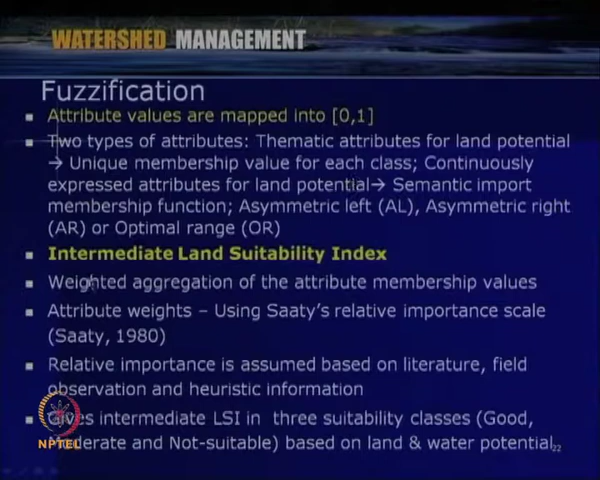 WATERSHED MANAGEMENT
Fuzzification
Attribute values are mapped into [0,1]
Two types of attributes: Thematic attributes for land potential
→ Unique membership value for each class; Continuously
expressed attributes for land potential→ Semantic import
membership function; Asymmetric left (AL), Asymmetric right
(AR) or Optimal range (OR)
Intermediate Land Suitability Index
Weighted aggregation of the attribute membership values
Attribute weights – Using Saaty's relative importance scale
(Saaty, 1980)
Relative importance is assumed based on literature, field
observation and heuristic information
Gives intermediate LSI in three suitability classes (Good,
Moderate and Not-suitable) based on land & water potential
NPTEL
22